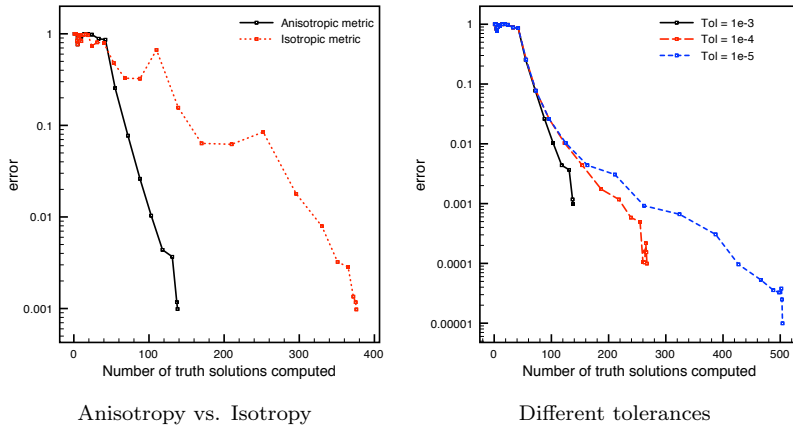 Anisotropic metric
Isotropic metric
1
0.1
0.01
0.001
error
0
100
200
300
400
Number of truth solutions computed
Anisotropy vs. Isotropy
Tol = 1e-3
Tol = 1e-4
Tol = 1e-5
1
0.1
0.01
0.001
0.0001
0.00001
error
0
100
200
300
400
500
Number of truth solutions computed
Different tolerances